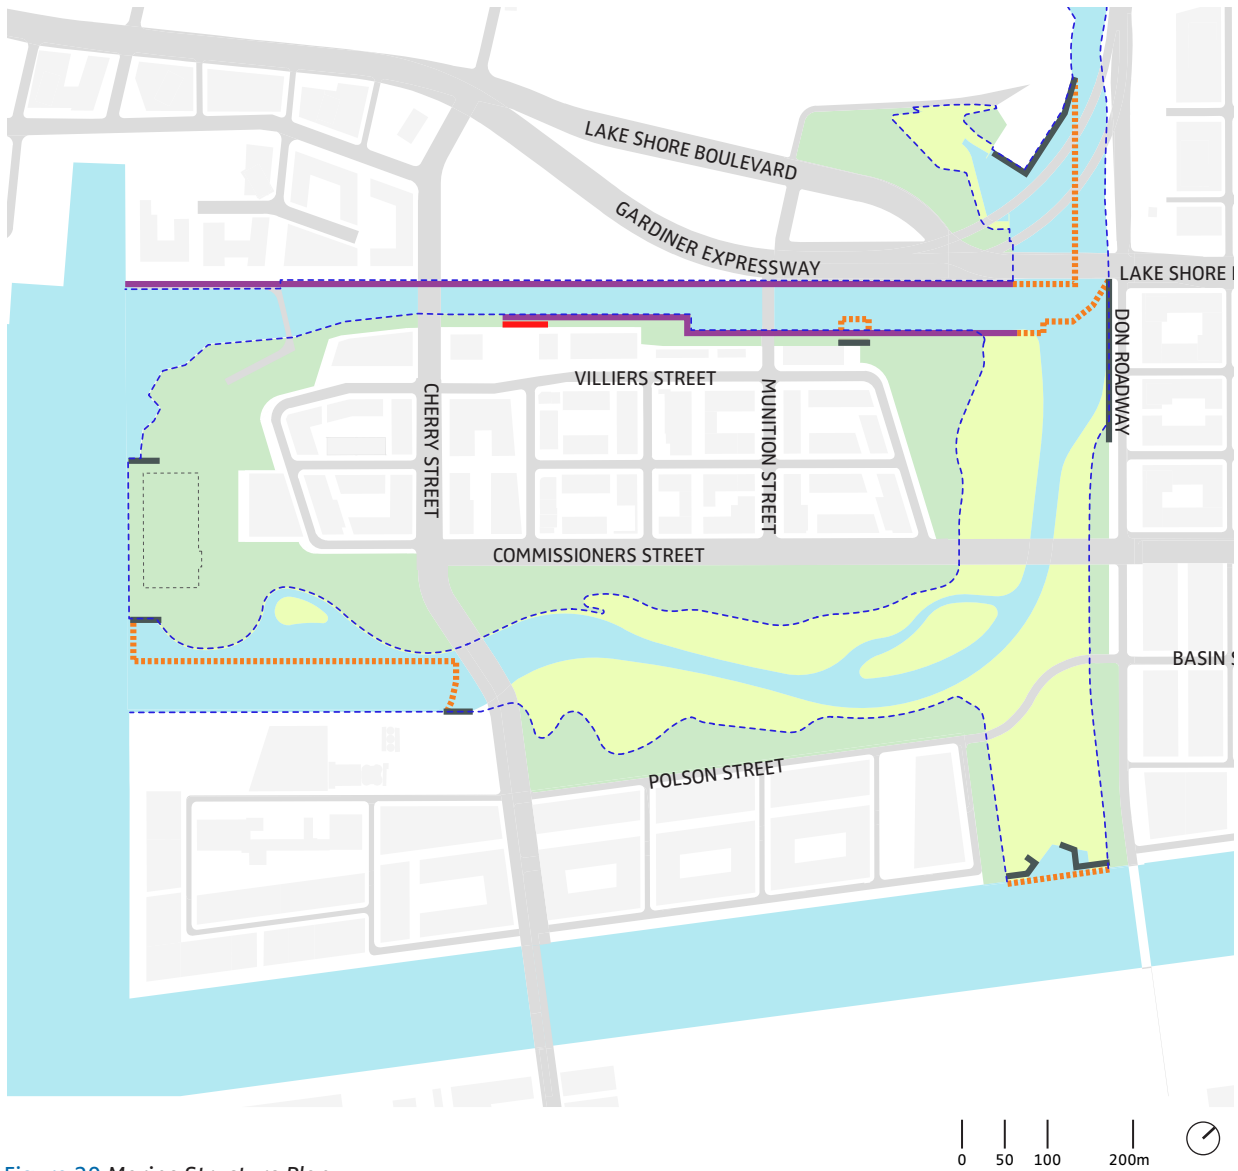 LAKE SHORE BOULEVARD
GARDINER EXPRESSWAY
LAKE SHORE
DON ROADWAY
VILLIERS STREET
CHERRY STREET
MUNITION STREET
COMMISSIONERS STREET
BASIN
POLSON STREET
0 50 100 200m